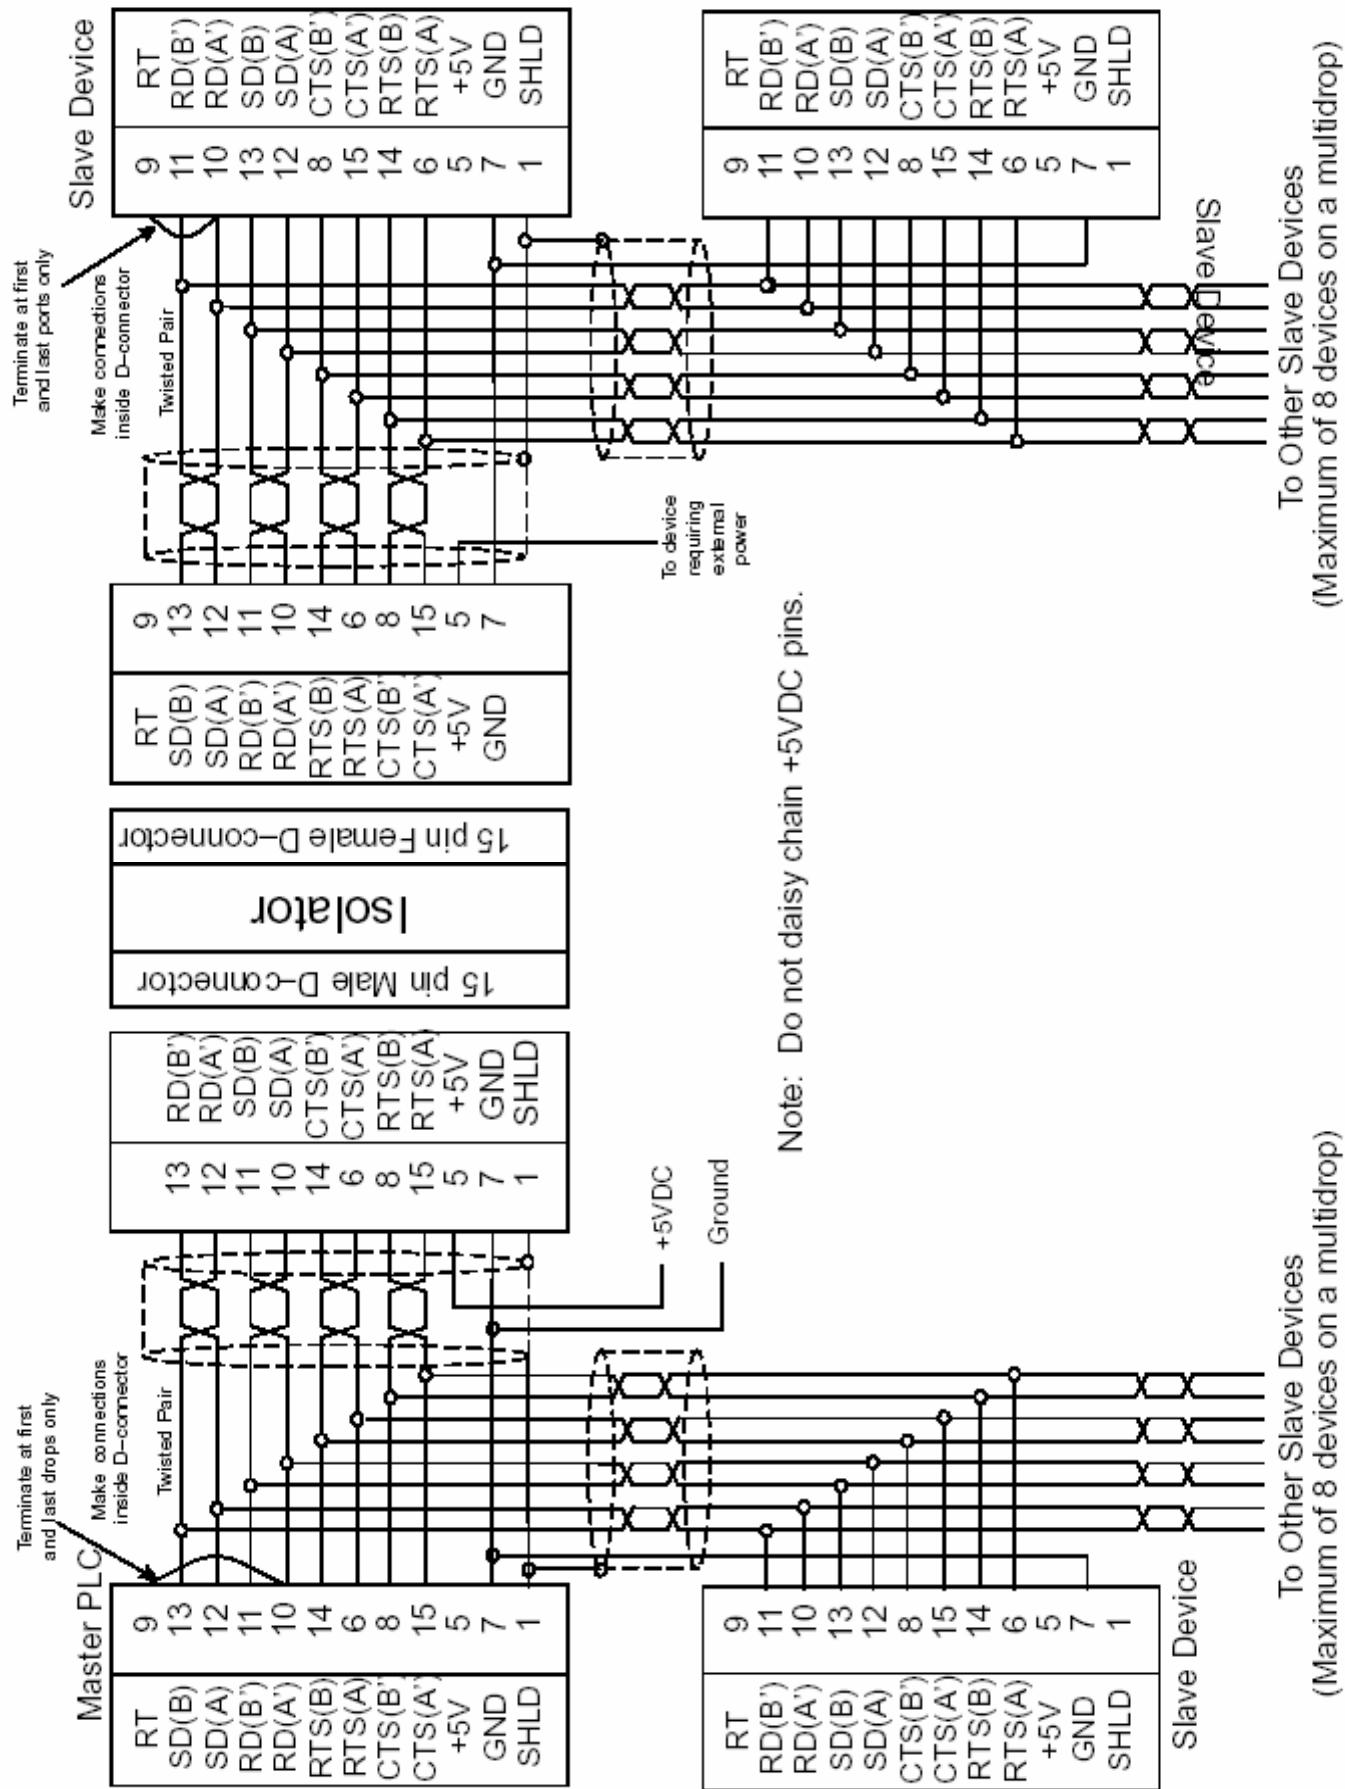 Master PLC
RT 9
SD(B) 13
SD(A) 12
RD(B') 11
RD(A') 10
RTS(B) 14
RTS(A) 6
CTS(B') 8
CTS(A') 15
+5V 5
GND 7
SHLD 1
Terminate at first
and last drops only
Make connections
inside D–connector
Twisted Pair
13 RD(B')
12 RD(A')
11 SD(B)
10 SD(A)
14 CTS(B')
6 CTS(A')
8 RTS(B)
15 RTS(A)
5 +5V
7 GND
1 SHLD
+5VDC
Ground
15 pin Male D–connector
Isolator
15 pin Female D–connector
RT 9
SD(B) 13
SD(A) 12
RD(B') 11
RD(A') 10
RTS(B) 14
RTS(A) 6
CTS(B') 8
CTS(A') 15
+5V 5
GND 7
Terminate at first
and last ports only
Make connections
inside D–connector
Twisted Pair
To device
requiring
external
power
Slave Device
9 RT
11 RD(B')
10 RD(A')
13 SD(B)
12 SD(A)
8 CTS(B')
15 CTS(A')
14 RTS(B)
6 RTS(A)
5 +5V
7 GND
1 SHLD
Note: Do not daisy chain +5VDC pins.
RT 9
RD(B') 11
RD(A') 10
SD(B) 13
SD(A) 12
CTS(B') 8
CTS(A') 15
RTS(B) 14
RTS(A) 6
+5V 5
GND 7
SHLD 1
Slave Device
To Other Slave Devices
(Maximum of 8 devices on a multidrop)
9 RT
11 RD(B')
10 RD(A')
13 SD(B)
12 SD(A)
8 CTS(B')
15 CTS(A')
14 RTS(B)
6 RTS(A)
5 +5V
7 GND
1 SHLD
Slave Device
To Other Slave Devices
(Maximum of 8 devices on a multidrop)